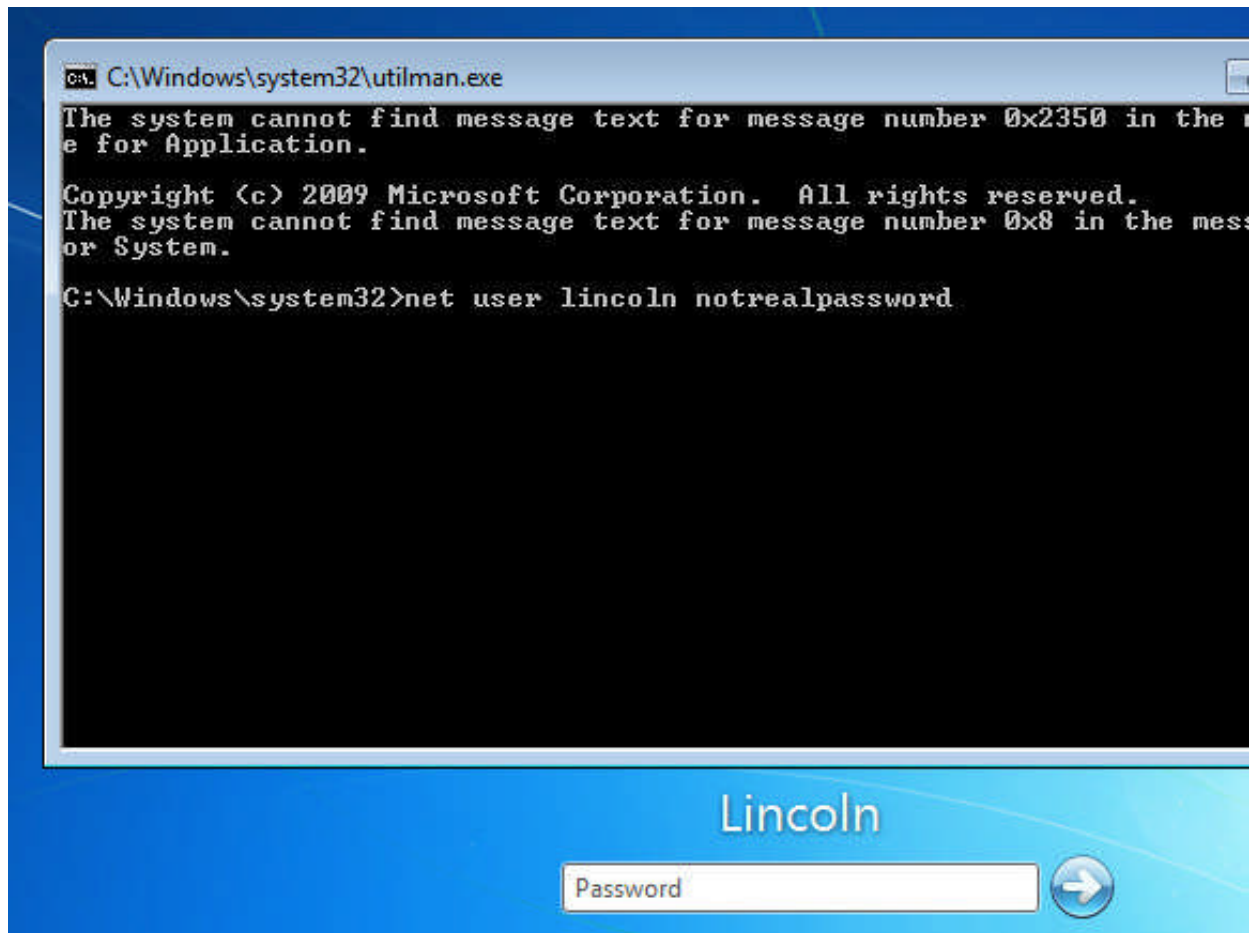 C:\Windows\system32\utilman.exe
The system cannot find message text for message number 0x2350 in the
e for Application.
Copyright (c) 2009 Microsoft Corporation.  All rights reserved.
The system cannot find message text for message number 0x8 in the mess
or System.
C:\Windows\system32>net user lincoln notrealpassword
Lincoln
Password